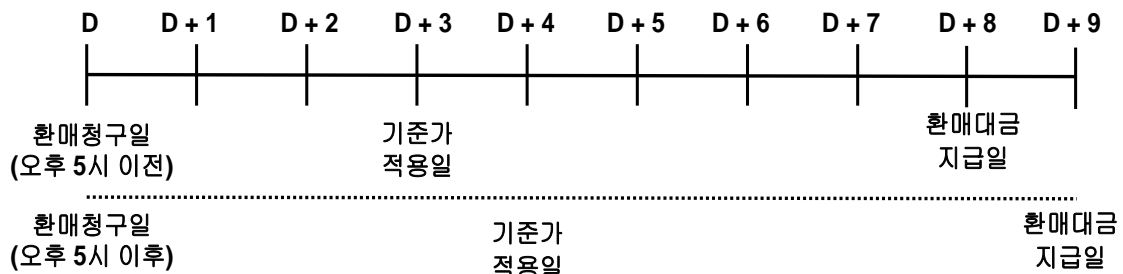 D D + 1 D + 2 D + 3 D + 4 D + 5 D + 6 D + 7 D + 8 D + 9
환매청구일
(오후 5시 이전)
기준가
적용일
환매대금
지급일
환매청구일
(오후 5시 이후)
기준가
적용일
환매대금
지급일